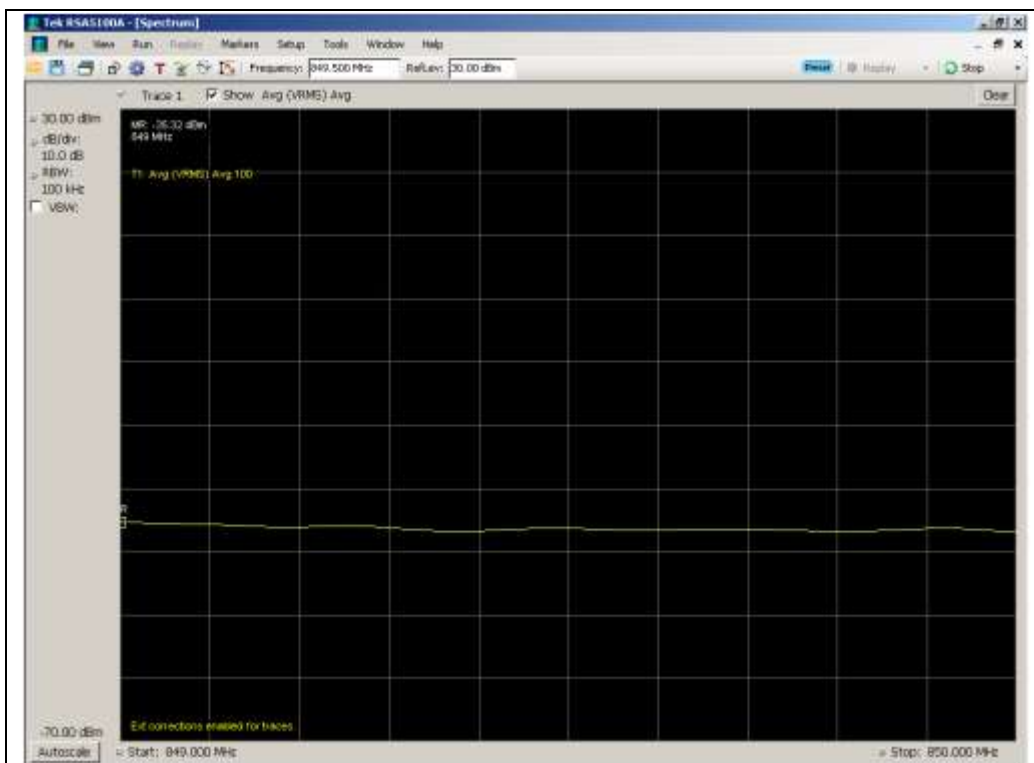 Tek RSA5100A - [Spectrum]
File View Run Replay Markers Setup Tools Window Help
Frequency: 849.500 MHz RefLev: 30.00 dBm Preset Replay Stop
Trace 1 Show Avg (VRMS) Avg Clear
30.00 dBm
dB/div:
10.0 dB
RBW:
100 kHz
VBW:
MR: -35.32 dBm
849 MHz
T1 Avg (VRMS) Avg 100
R
Ext corrections enabled for traces
-70.00 dBm
Autoscale Start: 849.000 MHz Stop: 850.000 MHz